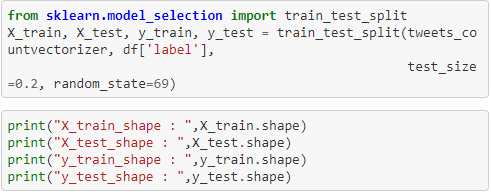 from sklearn.model_selection import train_test_split
X_train, X_test, y_train, y_test = train_test_split(tweets_co
untvectorizer, df['label'],
test_size
=0.2, random_state=69)
print("X_train_shape : ",X_train.shape)
print("X_test_shape : ",X_test.shape)
print("y_train_shape : ",y_train.shape)
print("y_test_shape : ",y_test.shape)